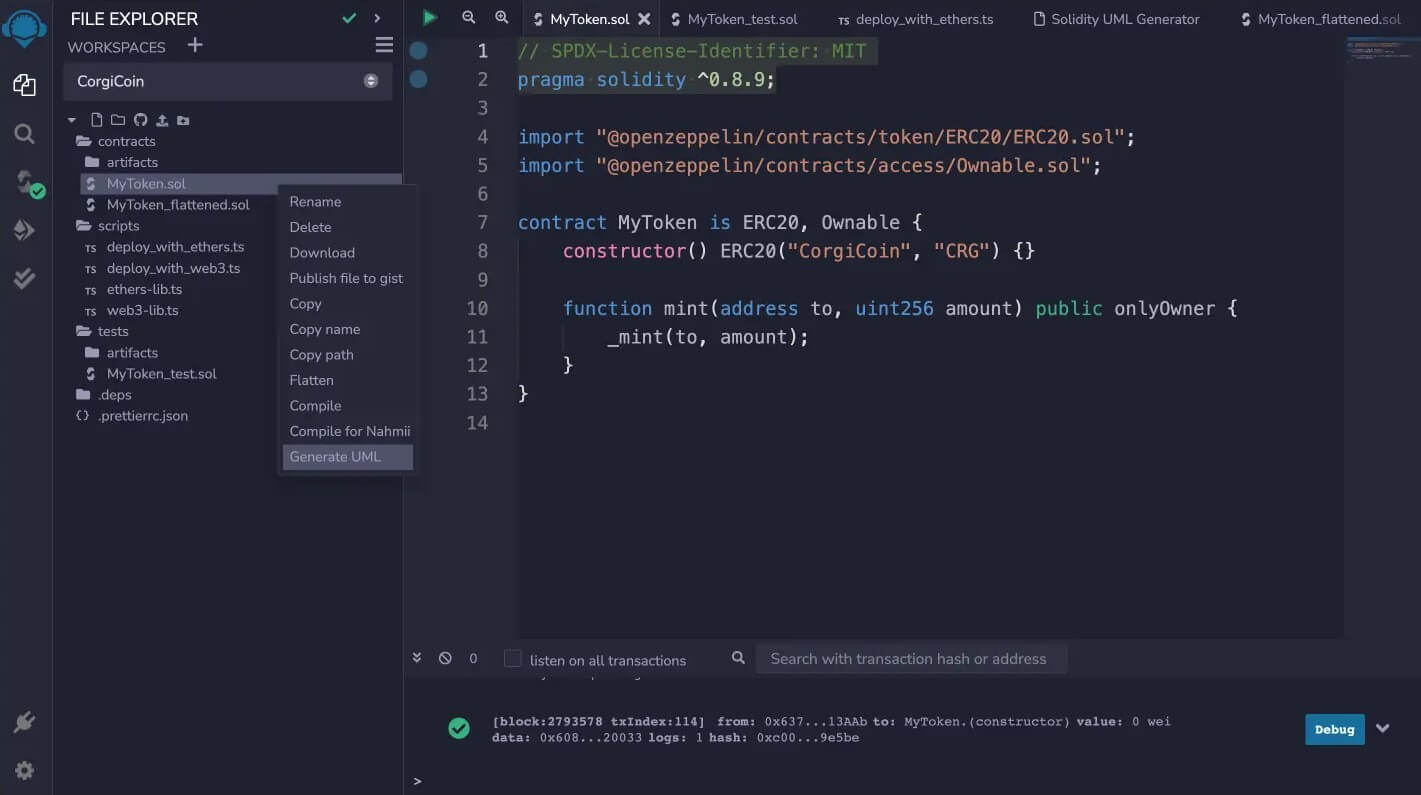 FILE EXPLORER
WORKSPACES
CorgiCoin
contracts
artifacts
MyToken.sol
MyToken_flattened.sol
scripts
TS deploy_with_ethers.ts
TS deploy_with_web3.ts
TS ethers-lib.ts
TS web3-lib.ts
tests
artifacts
MyToken_test.sol
.deps
{} .prettierrc.json
Rename
Delete
Download
Publish file to gist
Copy
Copy name
Copy path
Flatten
Compile
Compile for Nahmii
Generate UML
MyToken.sol MyToken_test.sol TS deploy_with_ethers.ts Solidity UML Generator MyToken_flattened.sol
1 // SPDX-License-Identifier: MIT
2 pragma solidity ^0.8.9;
3
4 import "@openzeppelin/contracts/token/ERC20/ERC20.sol";
5 import "@openzeppelin/contracts/access/Ownable.sol";
6
7 contract MyToken is ERC20, Ownable {
8 constructor() ERC20("CorgiCoin", "CRG") {}
9
10 function mint(address to, uint256 amount) public onlyOwner {
11 _mint(to, amount);
12 }
13 }
14
0 listen on all transactions Search with transaction hash or address
[block:2793578 txIndex:114] from: 0x637...13AAb to: MyToken.(constructor) value: 0 wei
data: 0x608...20033 logs: 1 hash: 0xc00...9e5be
Debug
>